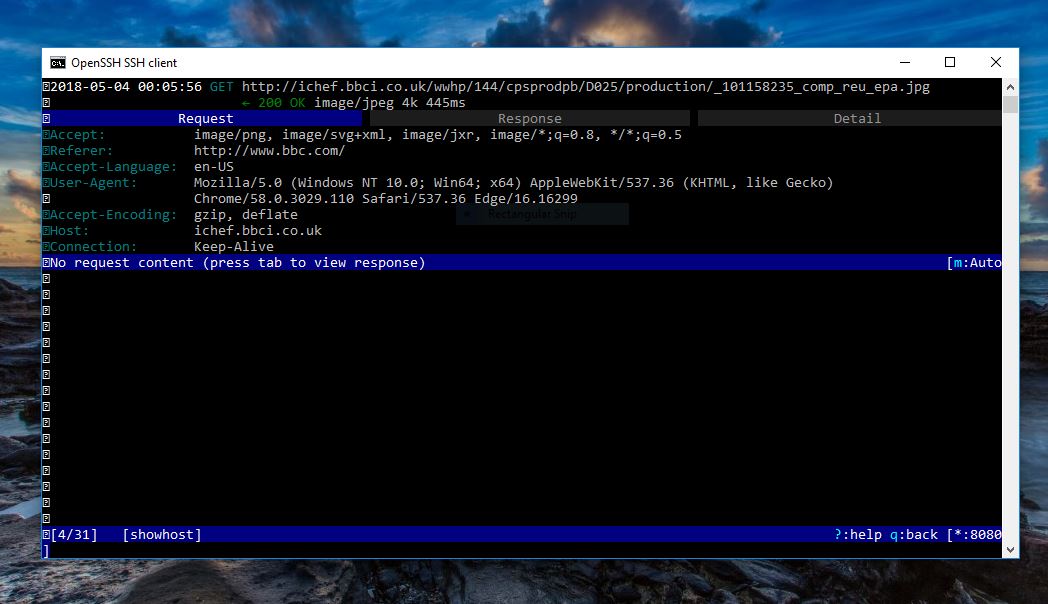 OpenSSH SSH client
2018-05-04 00:05:56 GET http://ichef.bbci.co.uk/wwhp/144/cpsprodpb/D025/production/_101158235_comp_reu_epa.jpg
← 200 OK image/jpeg 4k 445ms
Request Response Detail
Accept: image/png, image/svg+xml, image/jxr, image/*;q=0.8, */*;q=0.5
Referer: http://www.bbc.com/
Accept-Language: en-US
User-Agent: Mozilla/5.0 (Windows NT 10.0; Win64; x64) AppleWebKit/537.36 (KHTML, like Gecko)
Chrome/58.0.3029.110 Safari/537.36 Edge/16.16299
Rectangular Snip
Accept-Encoding: gzip, deflate
Host: ichef.bbci.co.uk
Connection: Keep-Alive
No request content (press tab to view response) [m:Auto
[4/31] [showhost] ?:help q:back [*:8080
]